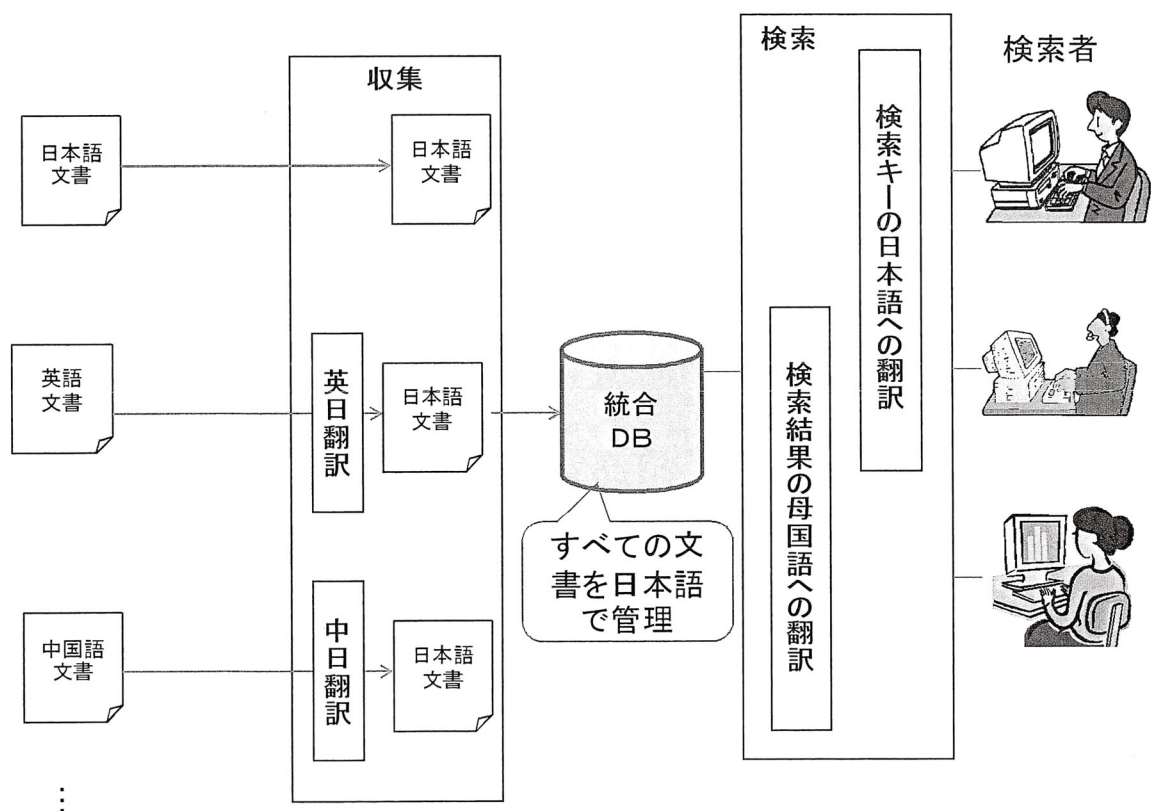 収集
日本語
文書
日本語
文書
英語
文書
英日翻訳
日本語
文書
中国語
文書
中日翻訳
日本語
文書
⋮
統合
DB
すべての文
書を日本語
で管理
検索
検索キーの日本語への翻訳
検索結果の母国語への翻訳
検索者